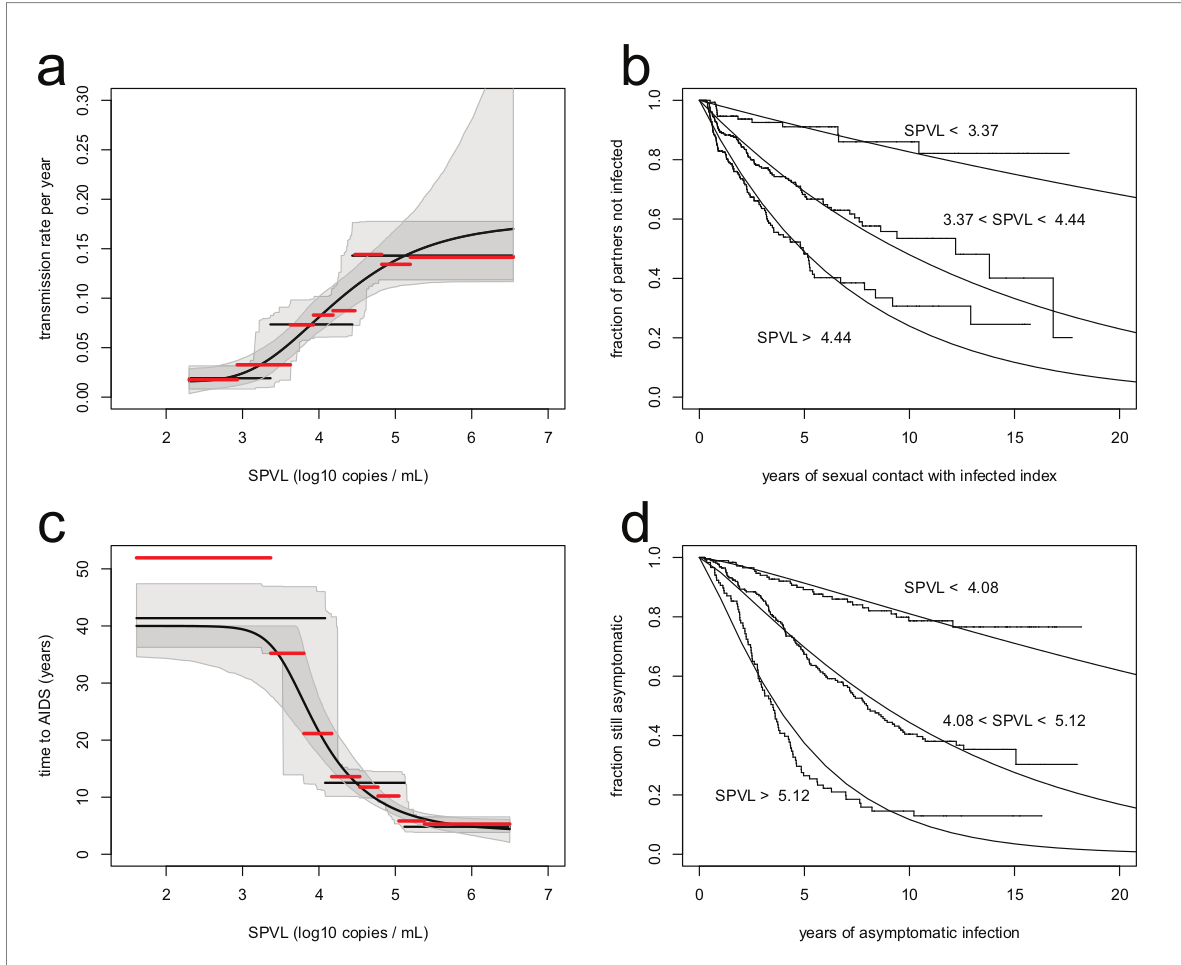 a
transmission rate per year
0.30
0.25
0.20
0.15
0.10
0.05
0.00
2 3 4 5 6 7
SPVL (log10 copies / mL)
b
fraction of partners not infected
1.0
0.8
0.6
0.4
0.2
0.0
SPVL < 3.37
3.37 < SPVL < 4.44
SPVL > 4.44
0 5 10 15 20
years of sexual contact with infected index
c
time to AIDS (years)
50
40
30
20
10
0
2 3 4 5 6 7
SPVL (log10 copies / mL)
d
fraction still asymptomatic
1.0
0.8
0.6
0.4
0.2
0.0
SPVL < 4.08
4.08 < SPVL < 5.12
SPVL > 5.12
0 5 10 15 20
years of asymptomatic infection